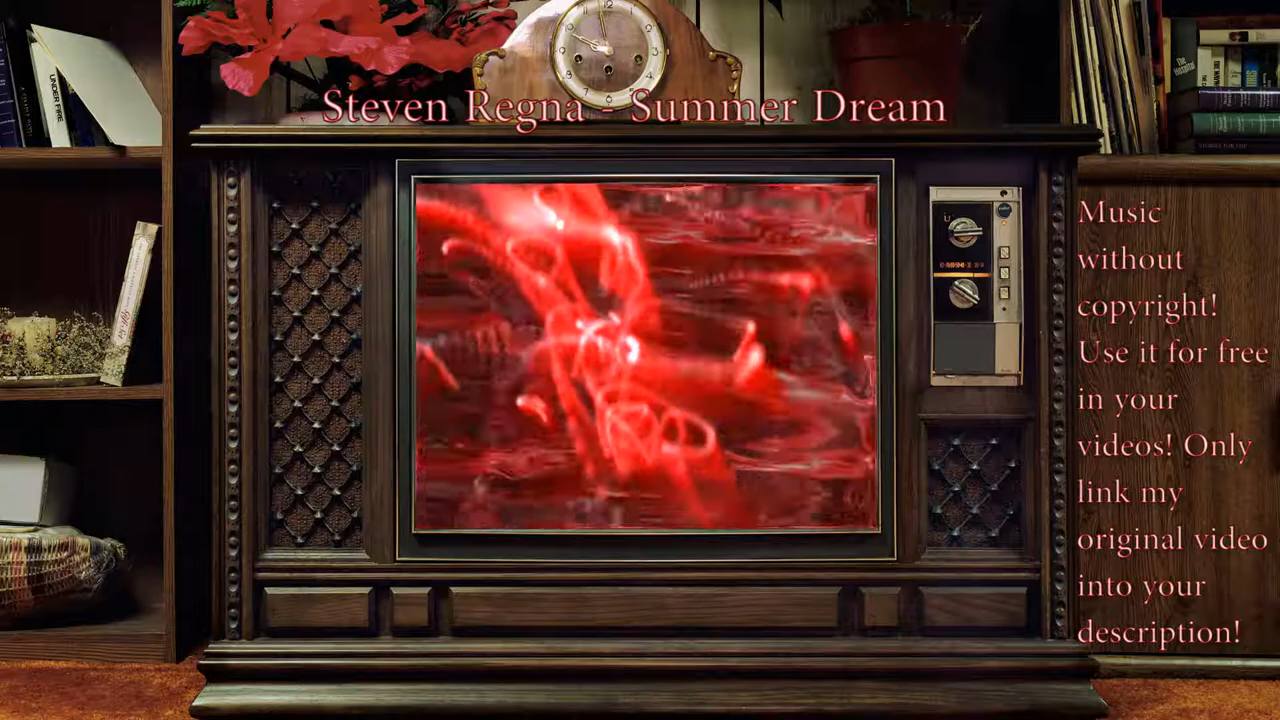 Steven Regna - Summer Dream
UNDER FIRE
Music
without
copyright!
Use it for free
in your
videos! Only
link my
original video
into your
description!